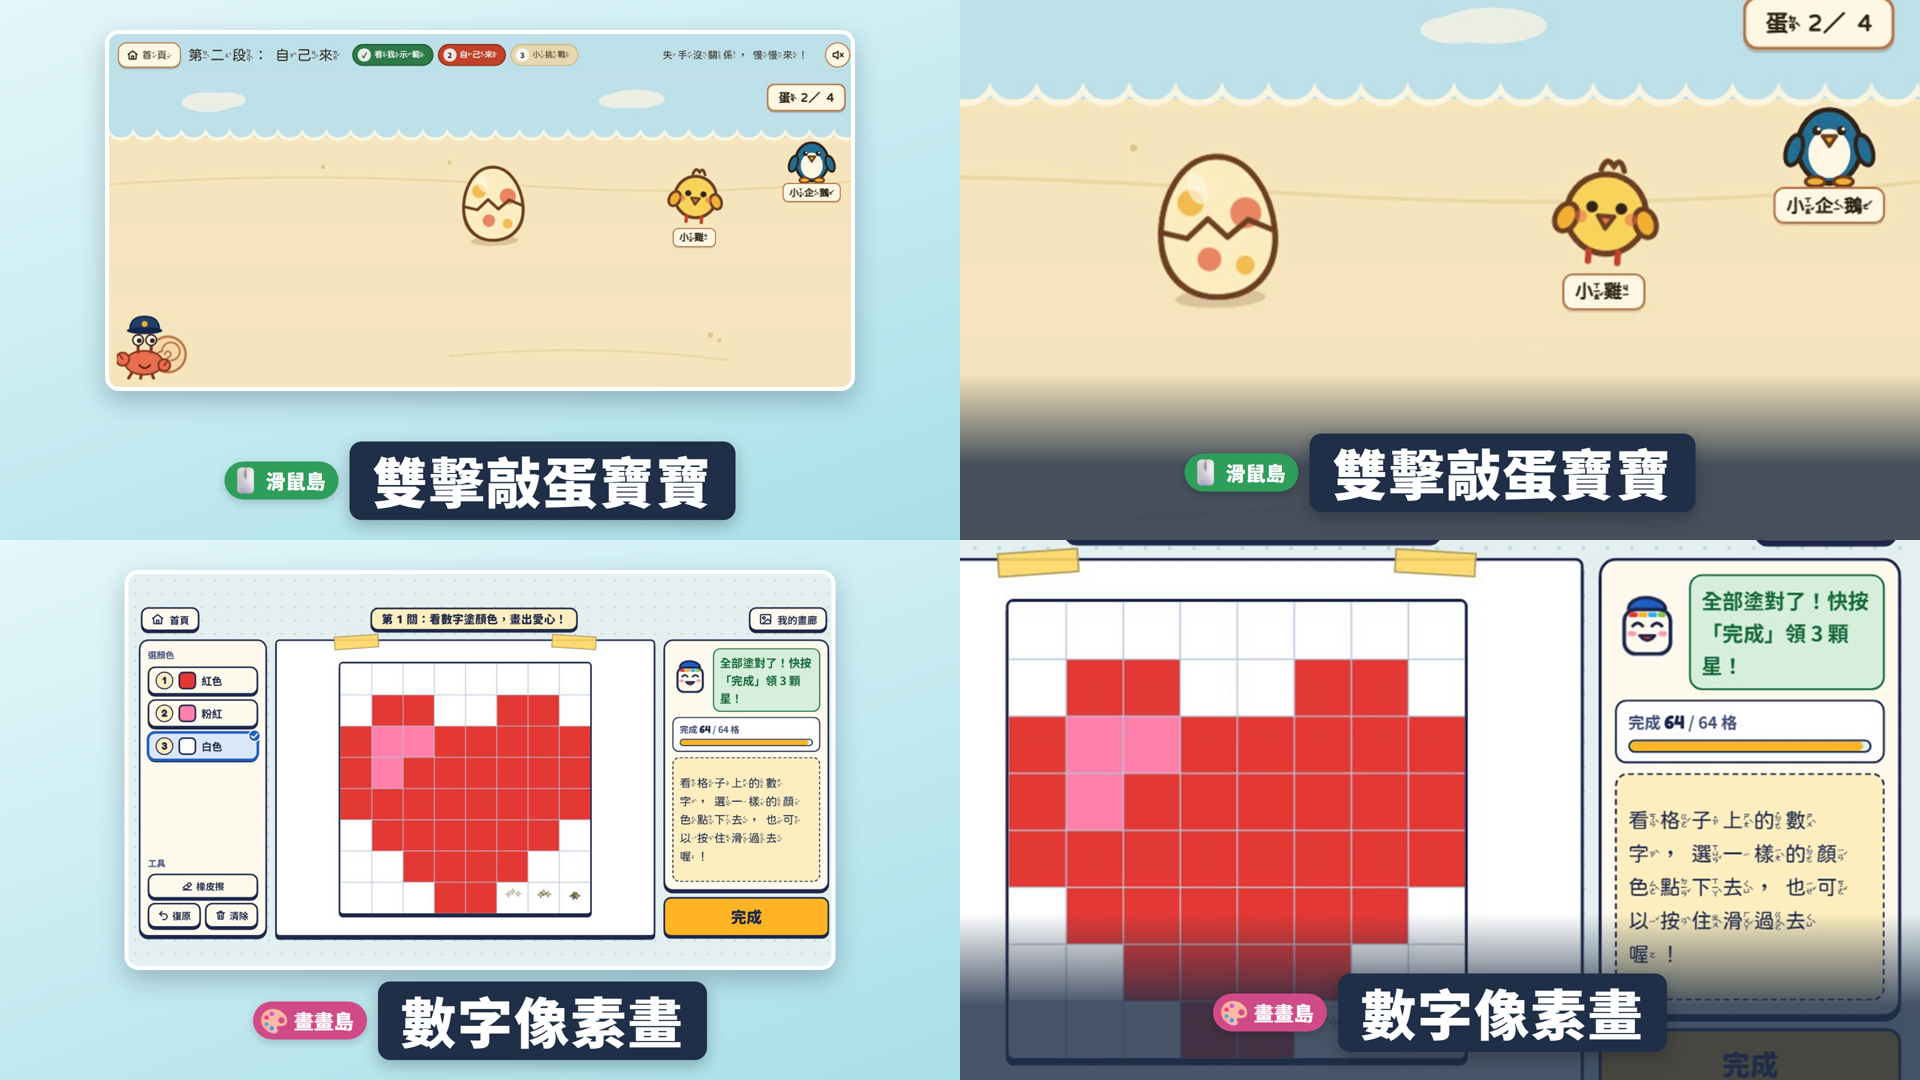 首頁
第二段： 自己來
✓ 看我示範
2 自己來
3 小挑戰
失手沒關係， 慢慢來！
蛋 2／ 4
小企鵝
小雞
滑鼠島
雙擊敲蛋寶寶
蛋 2／ 4
小企鵝
小雞
滑鼠島
雙擊敲蛋寶寶
首頁
第 1 關：看數字塗顏色，畫出愛心！
我的畫廊
選顏色
1 紅色
2 粉紅
3 白色
工具
橡皮擦
復原
清除
全部塗對了！快按
「完成」領 3 顆
星！
完成 64 / 64 格
看格子上的數
字， 選一樣的顏
色點下去， 也可
以按住滑過去
喔！
完成
畫畫島
數字像素畫
全部塗對了！快按
「完成」領 3 顆
星！
完成 64 / 64 格
看格子上的數
字， 選一樣的顏
色點下去， 也可
以按住滑過去
喔！
完成
畫畫島
數字像素畫